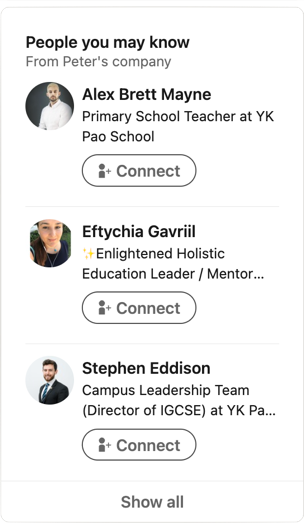 People you may know
From Peter's company
Alex Brett Mayne
Primary School Teacher at YK
Pao School
Connect
Eftychia Gavriil
✨Enlightened Holistic
Education Leader / Mentor...
Connect
Stephen Eddison
Campus Leadership Team
(Director of IGCSE) at YK Pa...
Connect
Show all